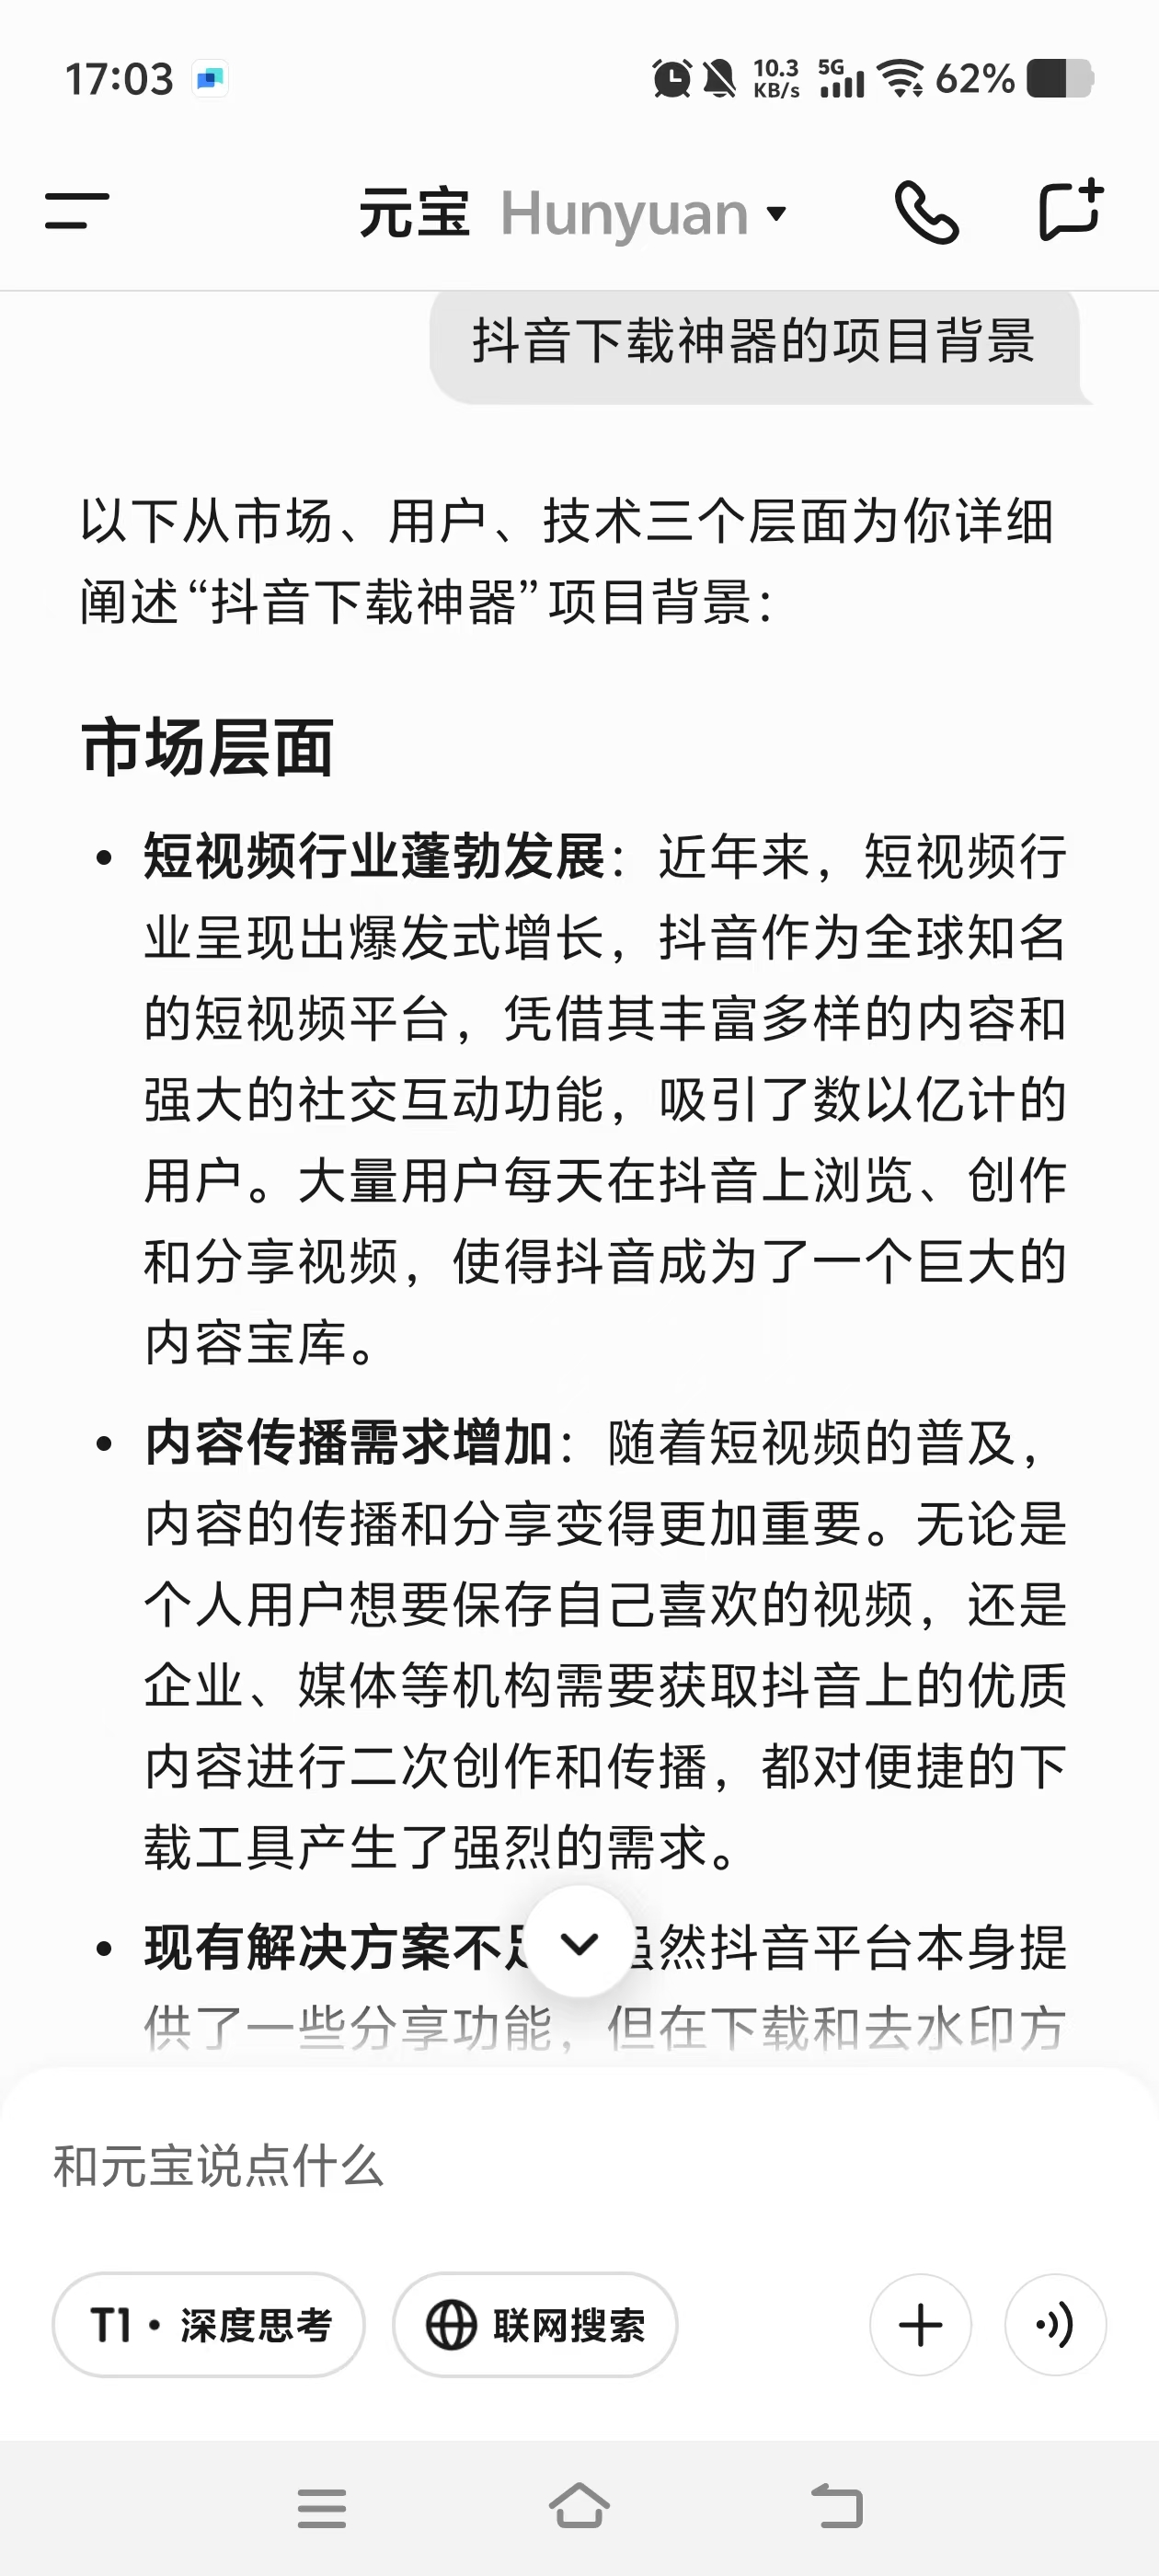 17:03
10.3 KB/s 5G 62%
元宝 Hunyuan
抖音下载神器的项目背景
以下从市场、用户、技术三个层面为你详细
阐述“抖音下载神器”项目背景：
市场层面
• 短视频行业蓬勃发展：近年来，短视频行
业呈现出爆发式增长，抖音作为全球知名
的短视频平台，凭借其丰富多样的内容和
强大的社交互动功能，吸引了数以亿计的
用户。大量用户每天在抖音上浏览、创作
和分享视频，使得抖音成为了一个巨大的
内容宝库。
• 内容传播需求增加：随着短视频的普及，
内容的传播和分享变得更加重要。无论是
个人用户想要保存自己喜欢的视频，还是
企业、媒体等机构需要获取抖音上的优质
内容进行二次创作和传播，都对便捷的下
载工具产生了强烈的需求。
• 现有解决方案不 然抖音平台本身提
供了一些分享功能，但在下载和去水印方
和元宝说点什么
T1·深度思考 联网搜索